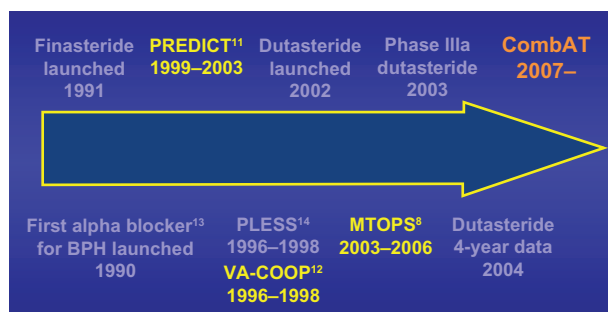 Finasteride
launched
1991
PREDICT11
1999–2003
Dutasteride
launched
2002
Phase IIIa
dutasteride
2003
CombAT
2007–
First alpha blocker13
for BPH launched
1990
PLESS14
1996–1998
VA-COOP12
1996–1998
MTOPS8
2003–2006
Dutasteride
4-year data
2004